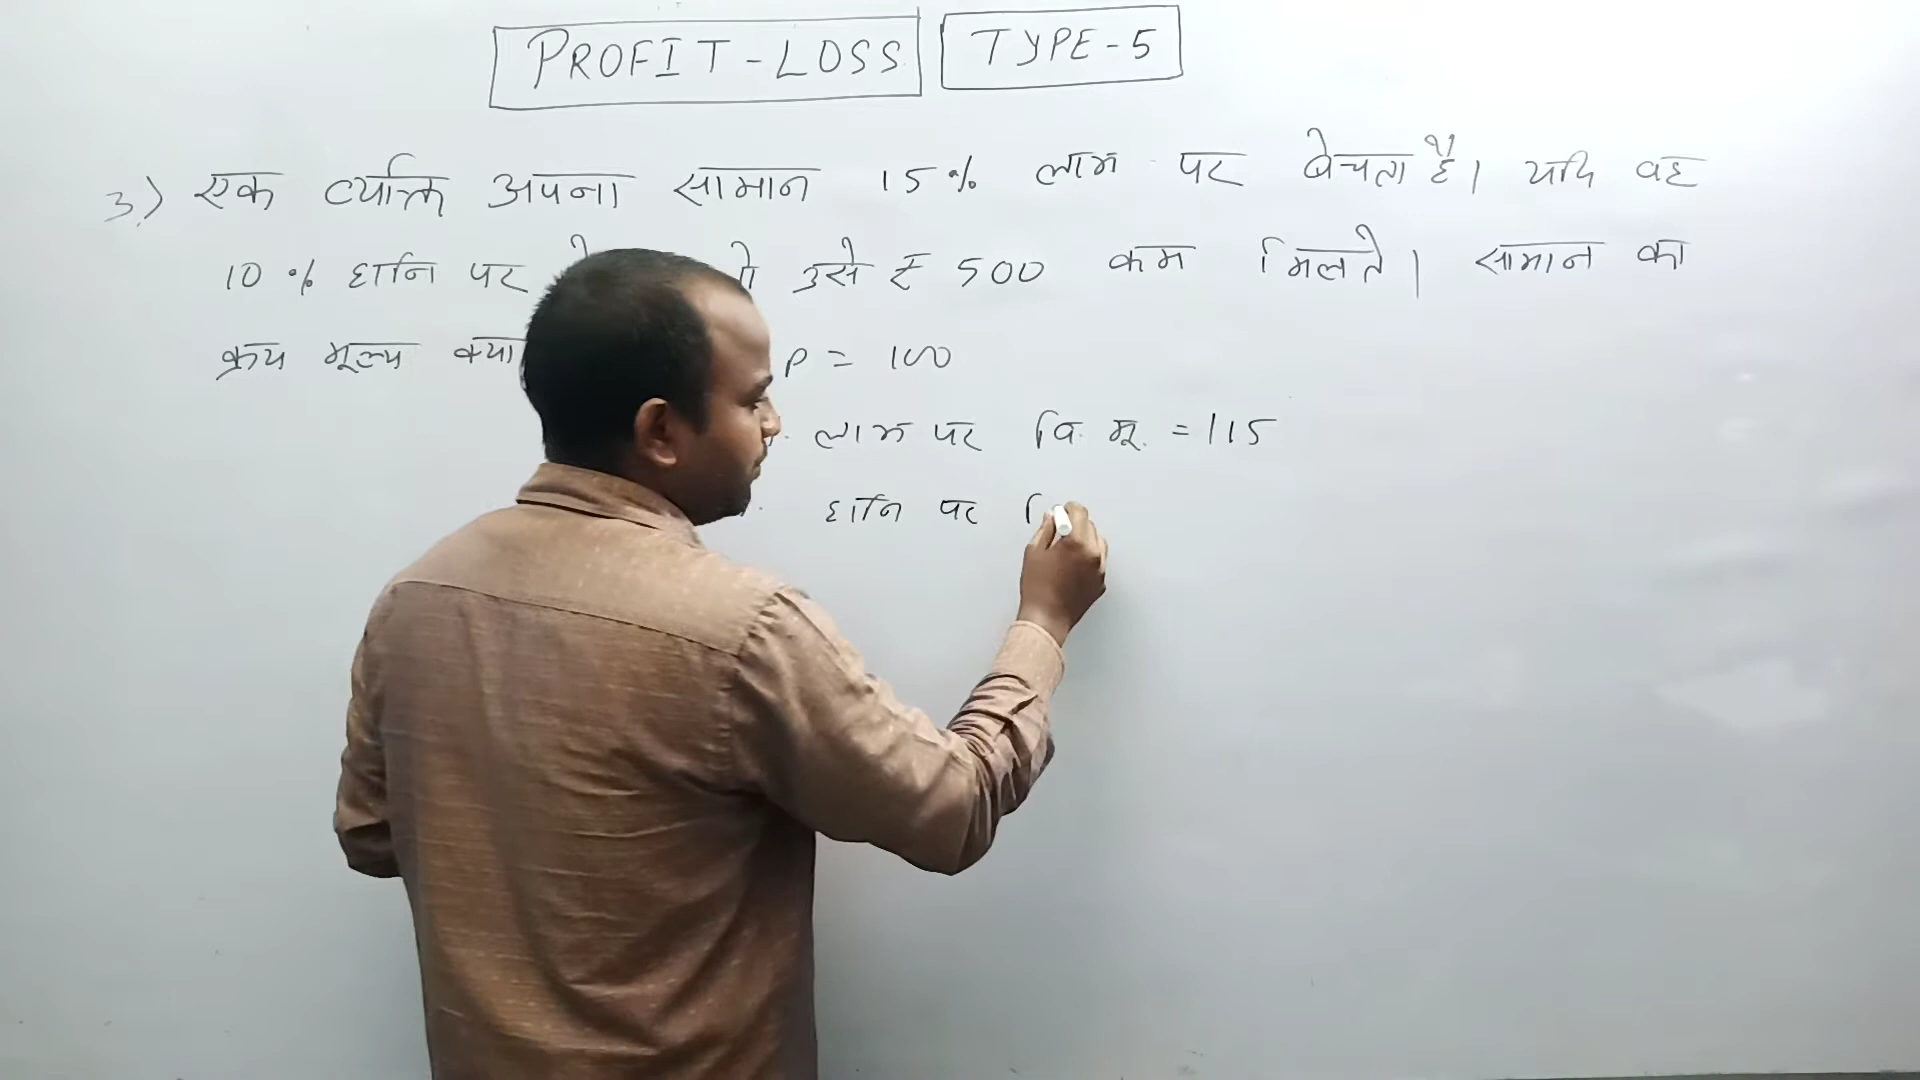 PROFIT-LOSS TYPE-5
3.) एक व्यक्ति अपना सामान 15% लाभ पर बेचता है। था यदि वह
10% हानि पर उसे ₹ 500 कम मिलते। सामान का
क्रय मूल्य क्या P = 100
लाभ पर वि. मू. = 115
हानि पर